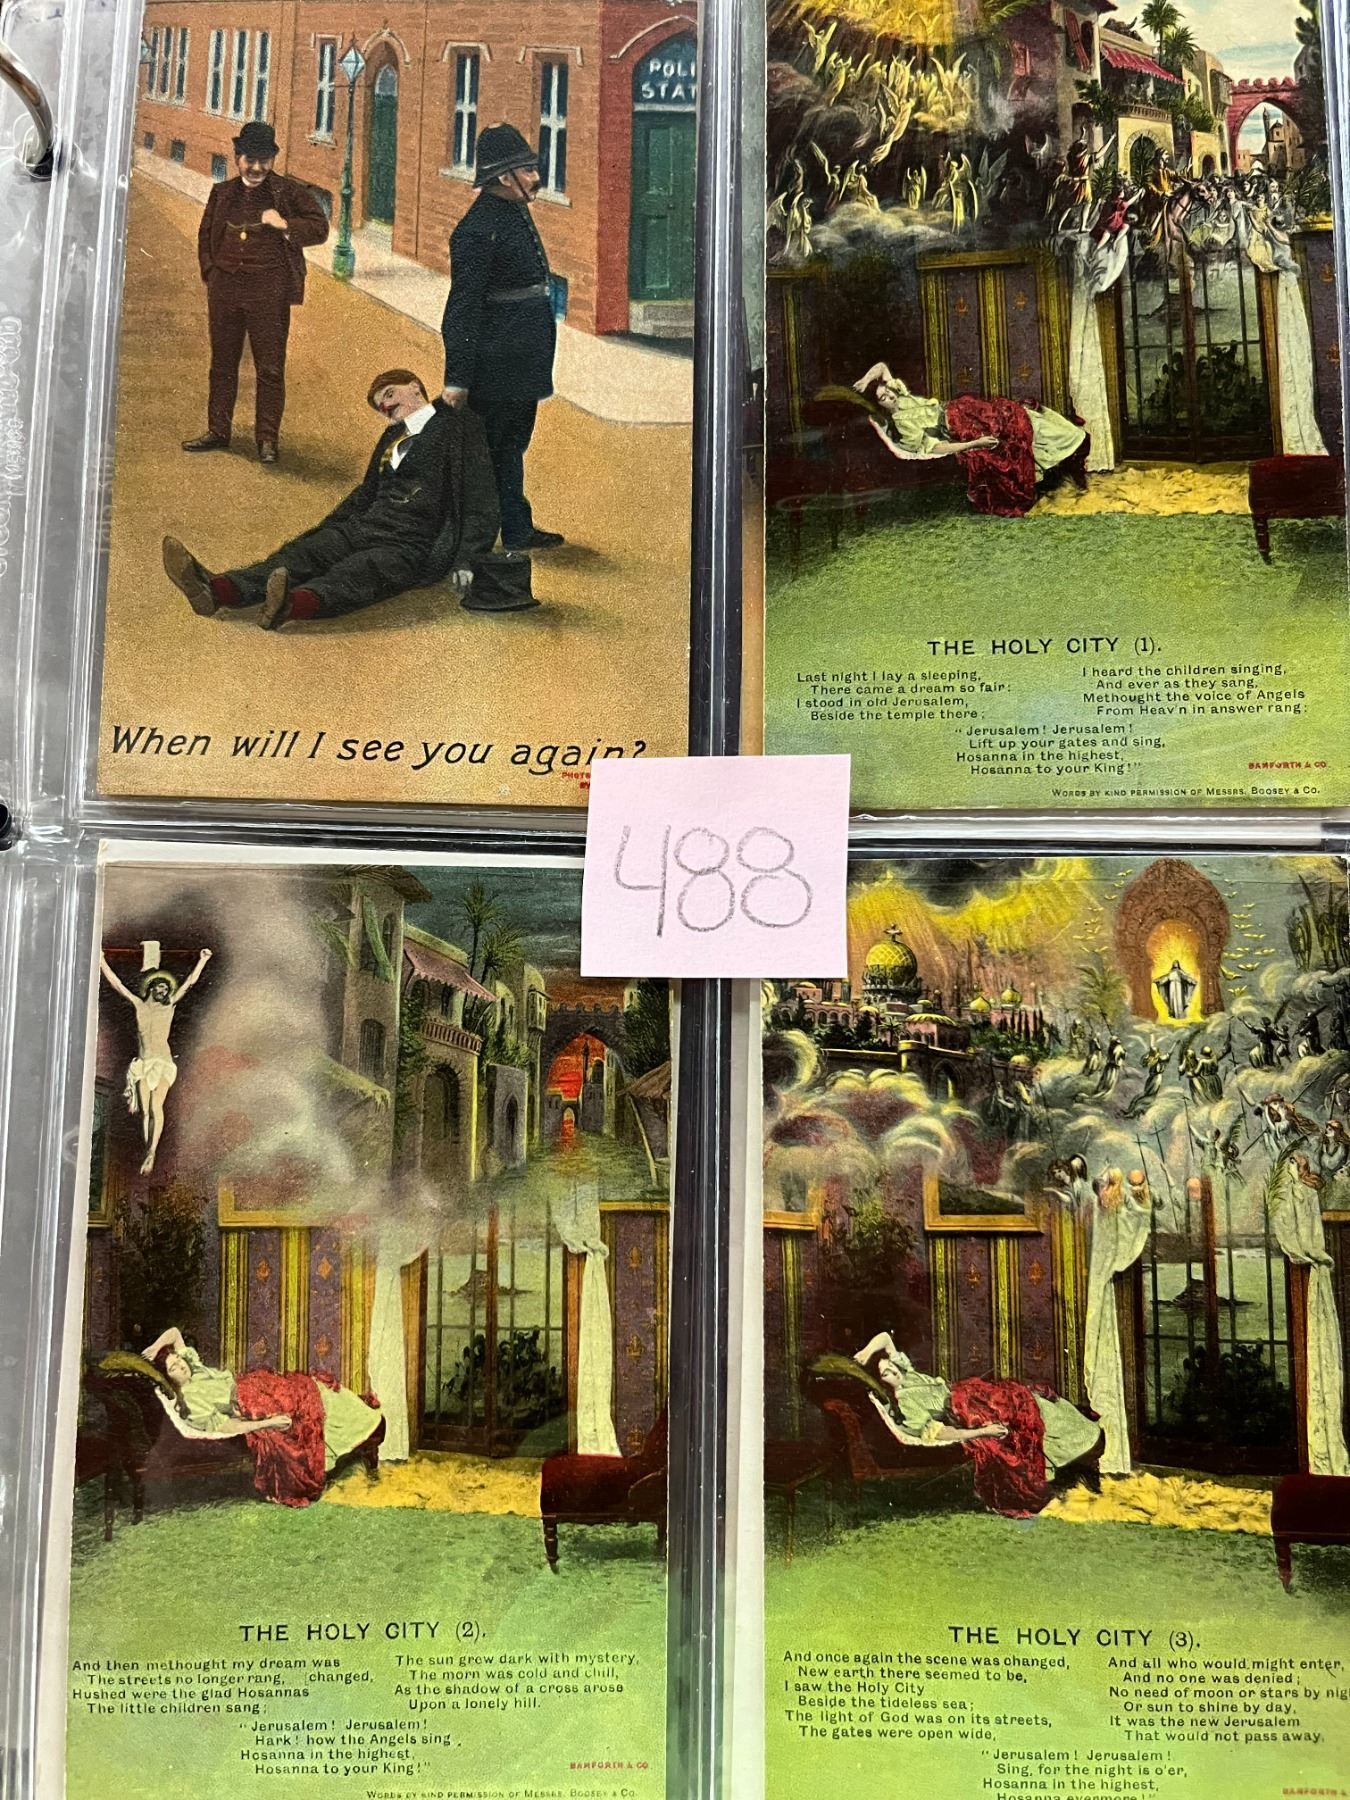 POLI
STAT
When will I see you again?
THE HOLY CITY (1).
Last night I lay a sleeping,
There came a dream so fair;
I stood in old Jerusalem,
Beside the temple there;
I heard the children singing,
And ever as they sang,
Methought the voice of Angels
From Heav'n in answer rang:
"Jerusalem! Jerusalem!
Lift up your gates and sing,
Hosanna in the highest,
Hosanna to your King!"
BAMFORTH & CO.
WORDS BY KIND PERMISSION OF MESSRS. BOOSEY & CO.
488
THE HOLY CITY (2).
And then methought my dream was
The streets no longer rang, [changed,
Hushed were the glad Hosannas
The little children sang;
The sun grew dark with mystery,
The morn was cold and chill,
As the shadow of a cross arose
Upon a lonely hill.
"Jerusalem! Jerusalem!
Hark! how the Angels sing,
Hosanna in the highest,
Hosanna to your King!"
BAMFORTH & CO.
WORDS BY KIND PERMISSION OF MESSRS. BOOSEY & CO.
THE HOLY CITY (3).
And once again the scene was changed,
New earth there seemed to be,
I saw the Holy City
Beside the tideless sea;
The light of God was on its streets,
The gates were open wide,
And all who would might enter,
And no one was denied;
No need of moon or stars by nig
Or sun to shine by day,
It was the new Jerusalem
That would not pass away,
"Jerusalem! Jerusalem!
Sing, for the night is o'er,
Hosanna in the highest,
Hosanna evermore!"
BAMFORTH &